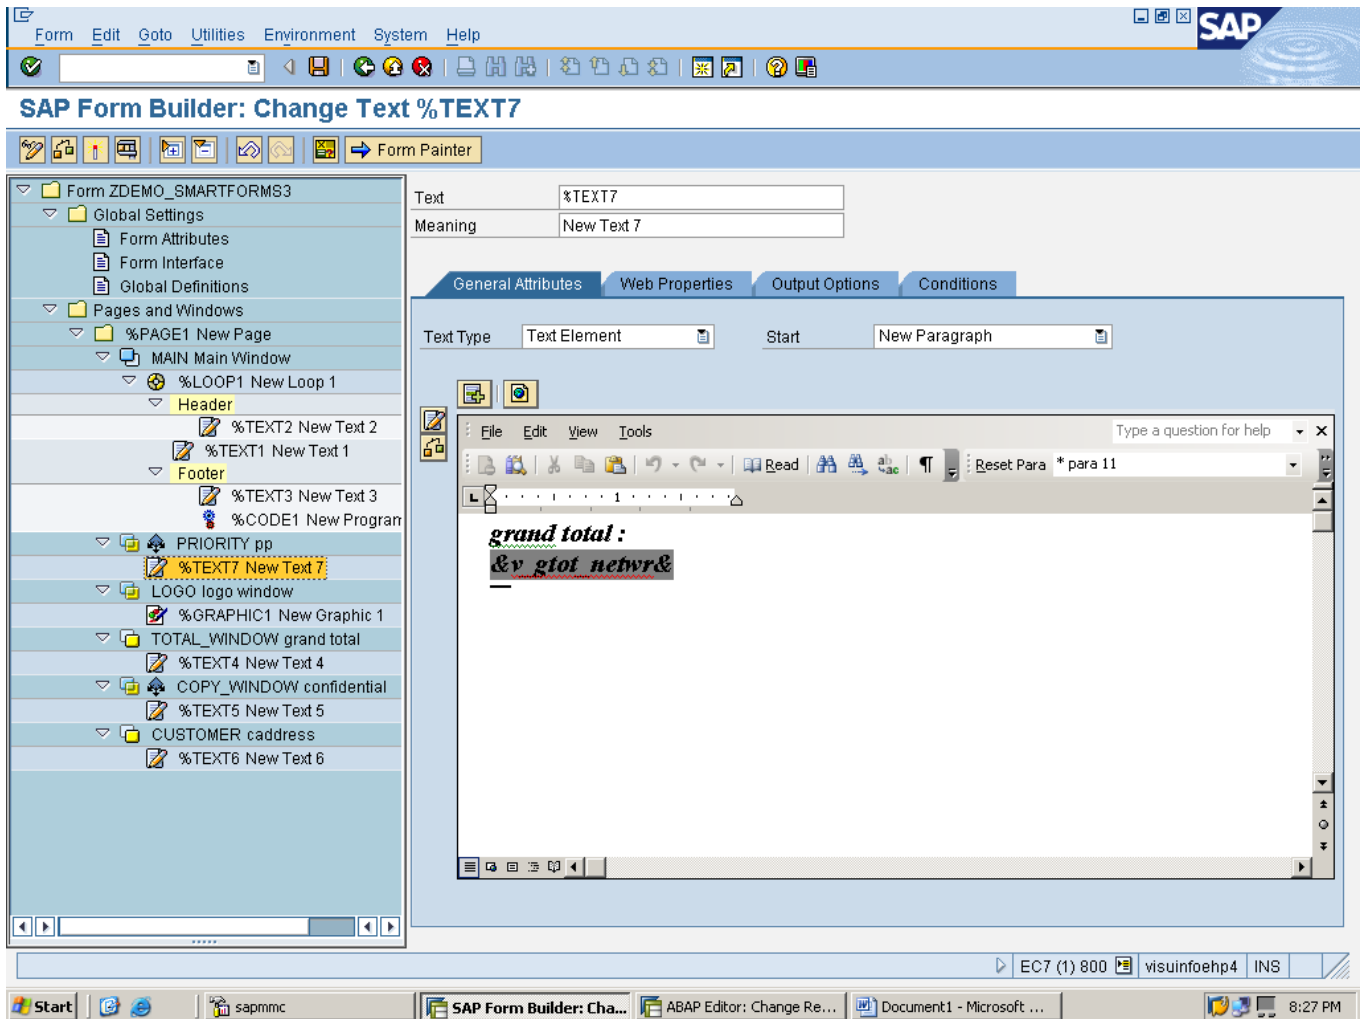 Form Edit Goto Utilities Environment System Help
SAP
SAP Form Builder: Change Text %TEXT7
Form Painter
Form ZDEMO_SMARTFORMS3
Global Settings
Form Attributes
Form Interface
Global Definitions
Pages and Windows
%PAGE1 New Page
MAIN Main Window
%LOOP1 New Loop 1
Header
%TEXT2 New Text 2
%TEXT1 New Text 1
Footer
%TEXT3 New Text 3
%CODE1 New Program
PRIORITY pp
%TEXT7 New Text 7
LOGO logo window
%GRAPHIC1 New Graphic 1
TOTAL_WINDOW grand total
%TEXT4 New Text 4
COPY_WINDOW confidential
%TEXT5 New Text 5
CUSTOMER caddress
%TEXT6 New Text 6
Text %TEXT7
Meaning New Text 7
General Attributes Web Properties Output Options Conditions
Text Type Text Element Start New Paragraph
File Edit View Tools Type a question for help
Read Reset Para * para 11
1
grand total :
&v_gtot_netwr&
EC7 (1) 800 visuinfoehp4 INS
Start sapmmc SAP Form Builder: Cha... ABAP Editor: Change Re... Document1 - Microsoft ... 8:27 PM